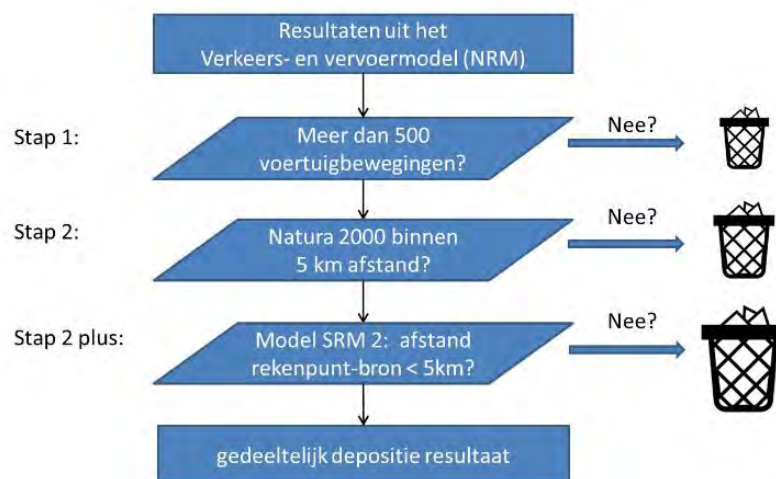 Resultaten uit het
Verkeers- en vervoermodel (NRM)
Stap 1:
Meer dan 500
voertuigbewegingen?
Nee?
Stap 2:
Natura 2000 binnen
5 km afstand?
Nee?
Stap 2 plus:
Model SRM 2: afstand
rekenpunt-bron < 5km?
Nee?
gedeeltelijk depositie resultaat